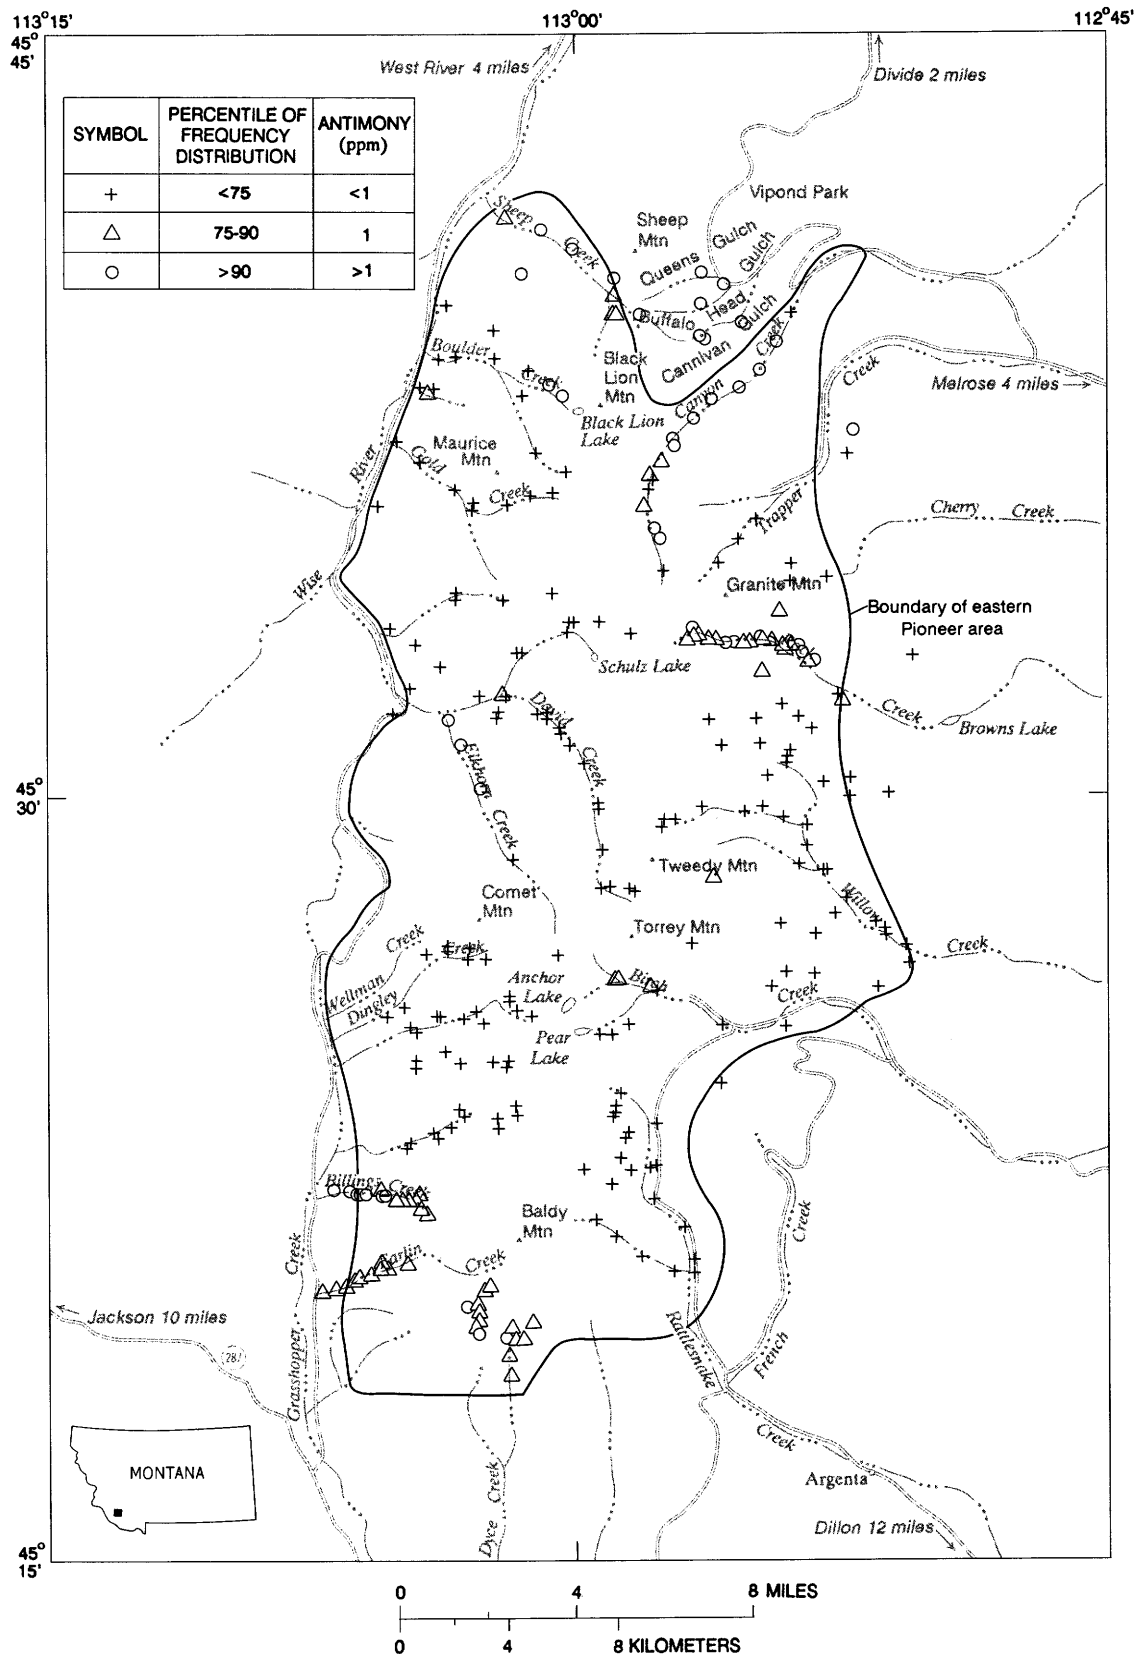 113°15'
113°00'
112°45'
45°
45'
West River 4 miles
Divide 2 miles
SYMBOL
PERCENTILE OF
FREQUENCY
DISTRIBUTION
ANTIMONY
(ppm)
+
<75
<1
△
75-90
1
○
>90
>1
Vipond Park
Sheep
Creek
Sheep
Mtn
Queens
Gulch
Buffalo
Head
Gulch
Cannivan
Gulch
Boulder
Creek
Black
Lion
Mtn
Canyon
Creek
Creek
Melrose 4 miles
Black Lion
Lake
Maurice
Mtn
River
Gold
Creek
Trapper
Cherry Creek
Wise
Granite Mtn
Boundary of eastern
Pioneer area
Schulz Lake
David
Creek
Creek
Browns Lake
Elkhorn
Creek
45°
30'
Tweedy Mtn
Comet
Mtn
Willow
Torrey Mtn
Creek
Creek
Creek
Wellman
Dingley
Anchor
Lake
Birch
Creek
Pear
Lake
Billings
Creek
Baldy
Mtn
Creek
Creek
Farlin
Creek
Jackson 10 miles
Rattlesnake
French
Grasshopper
Creek
MONTANA
Argenta
Dyce Creek
Dillon 12 miles
45°
15'
0 4 8 MILES
0 4 8 KILOMETERS